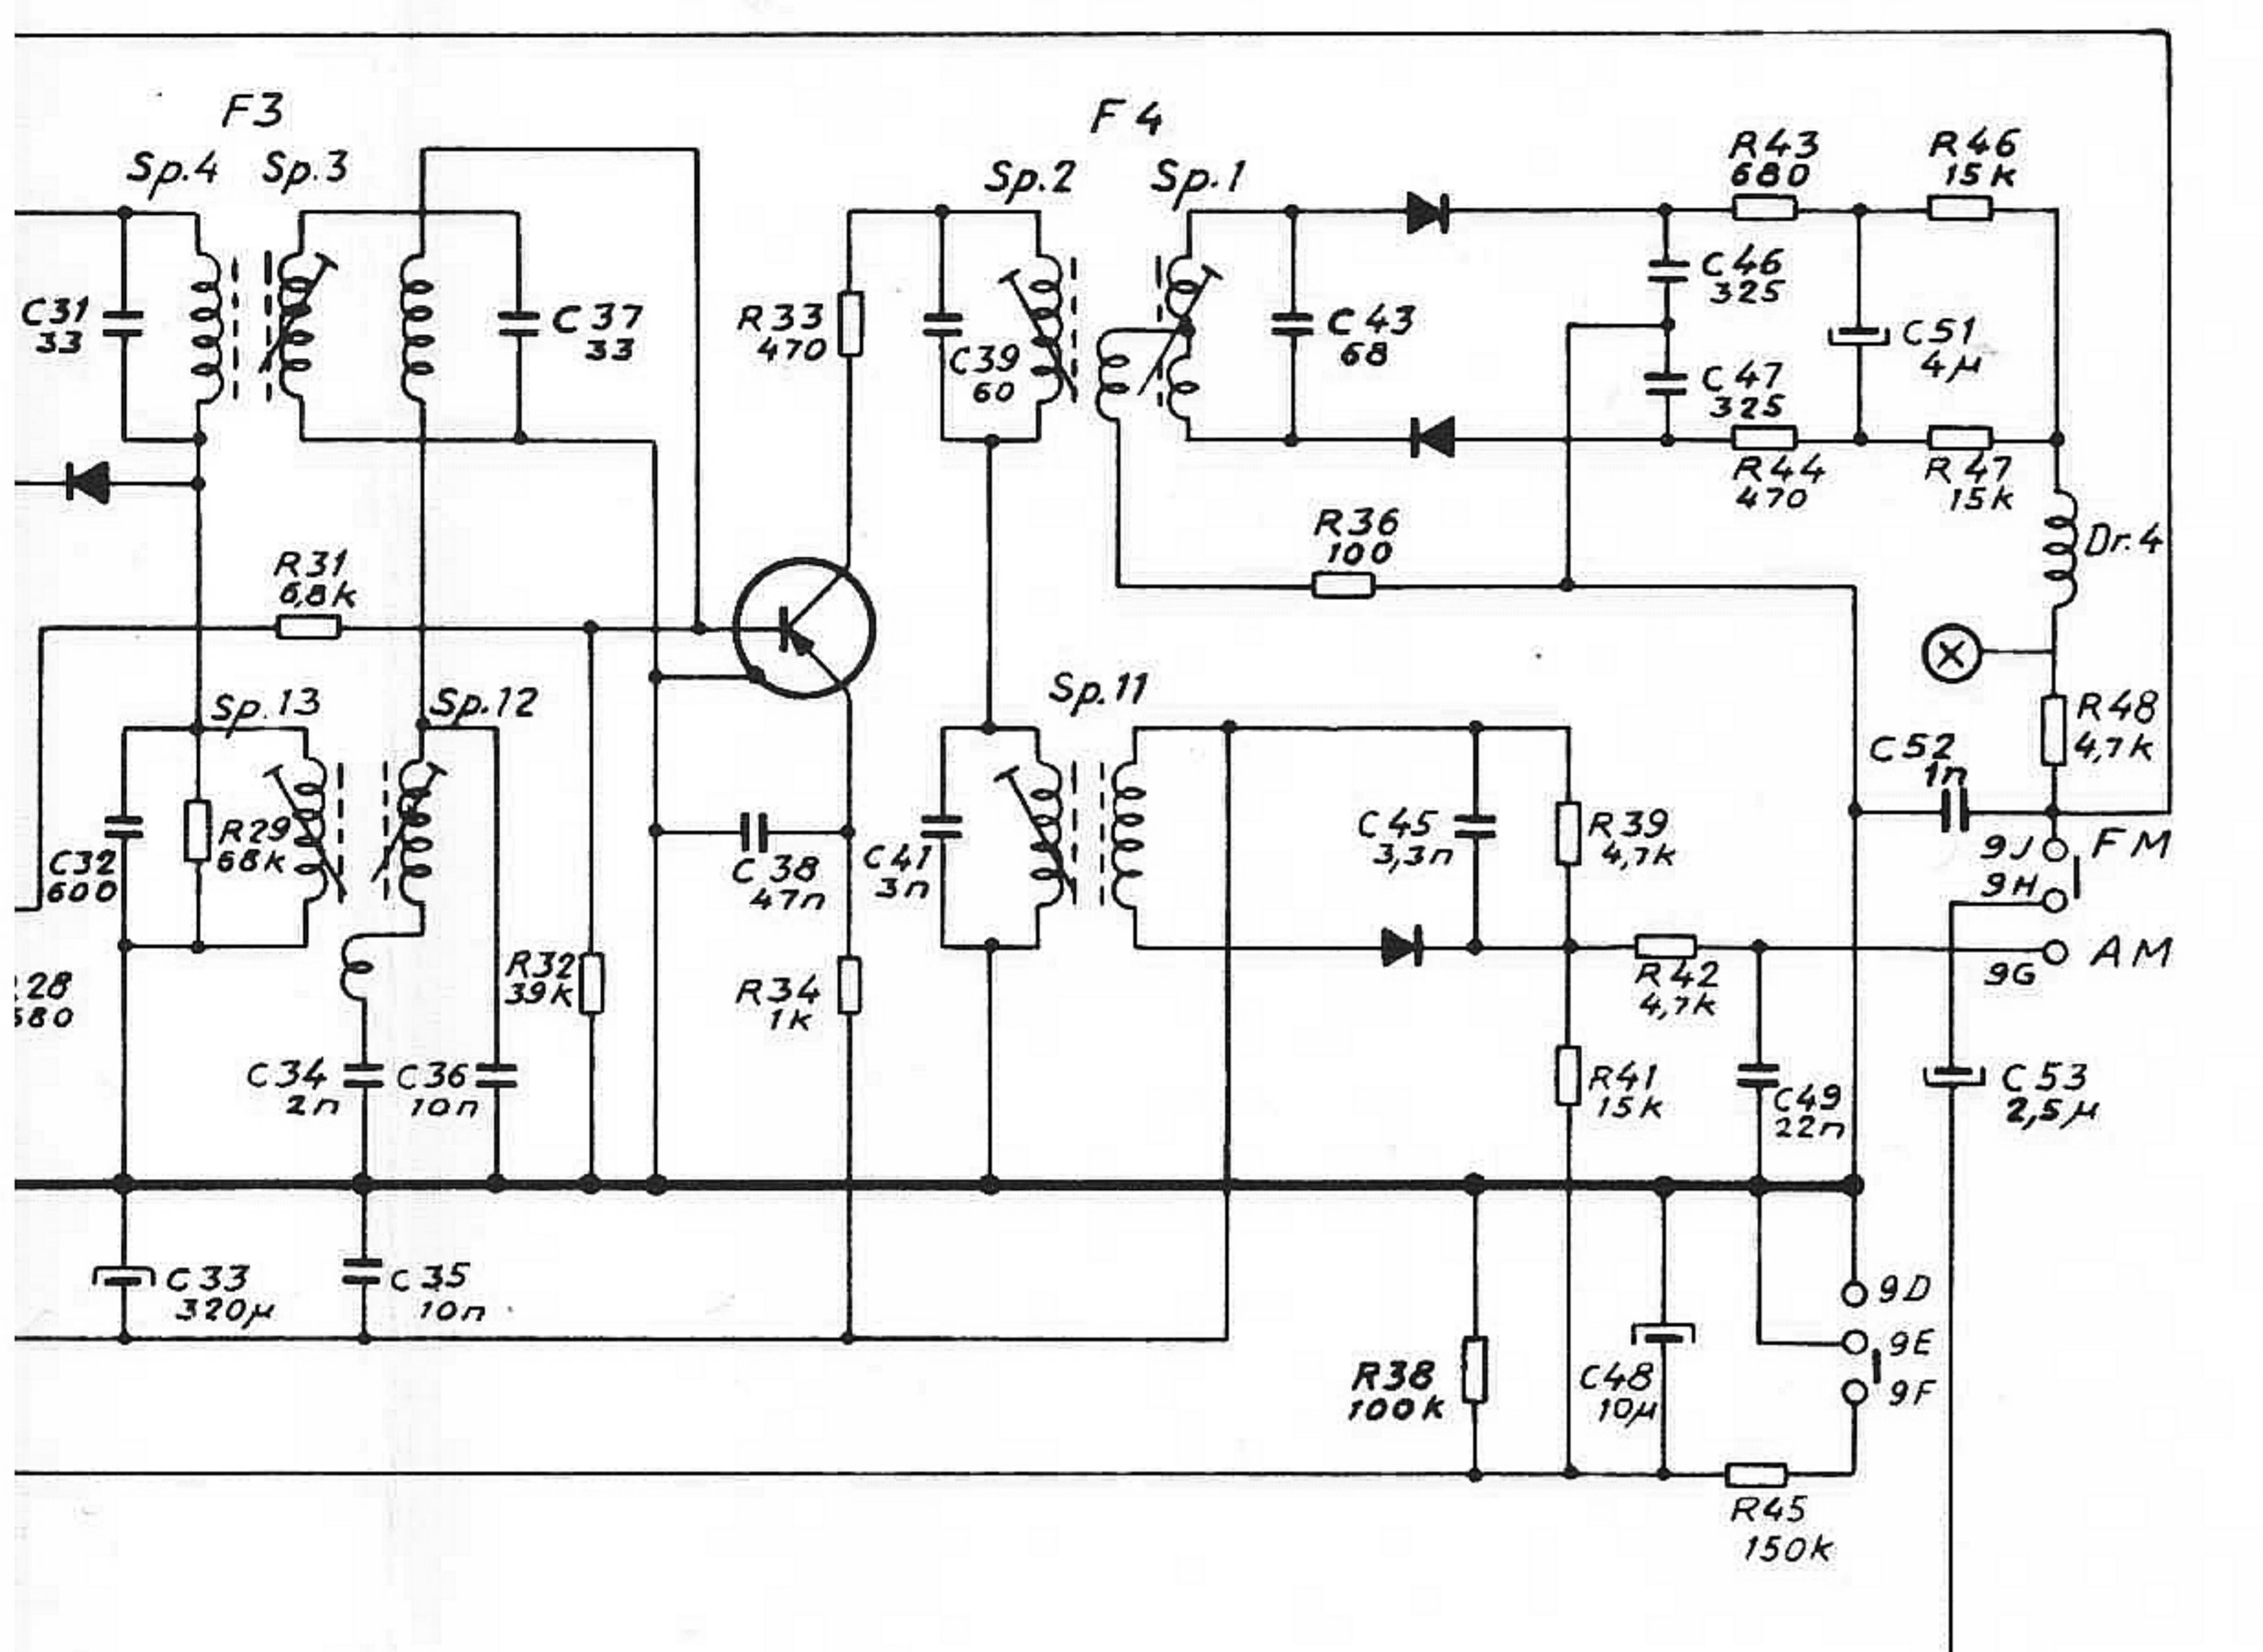 F3
F4
Sp.4
Sp.3
Sp.2
Sp.1
R43
680
R46
15k
C31
33
C37
33
R33
470
C39
60
C43
68
C46
325
C47
325
C51
4µ
R44
470
R47
15k
R36
100
Dr.4
R31
6,8k
Sp.13
Sp.12
Sp.11
R48
4,7k
C52
1n
C32
600
R29
68k
C38
47n
C41
3n
C45
3,3n
R39
4,7k
9J
FM
9H
AM
9G
28
680
R32
39k
R34
1k
R42
4,7k
C34
2n
C36
10n
R41
15k
C49
22n
C53
2,5µ
C33
320µ
C35
10n
9D
9E
9F
R38
100k
C48
10µ
R45
150k